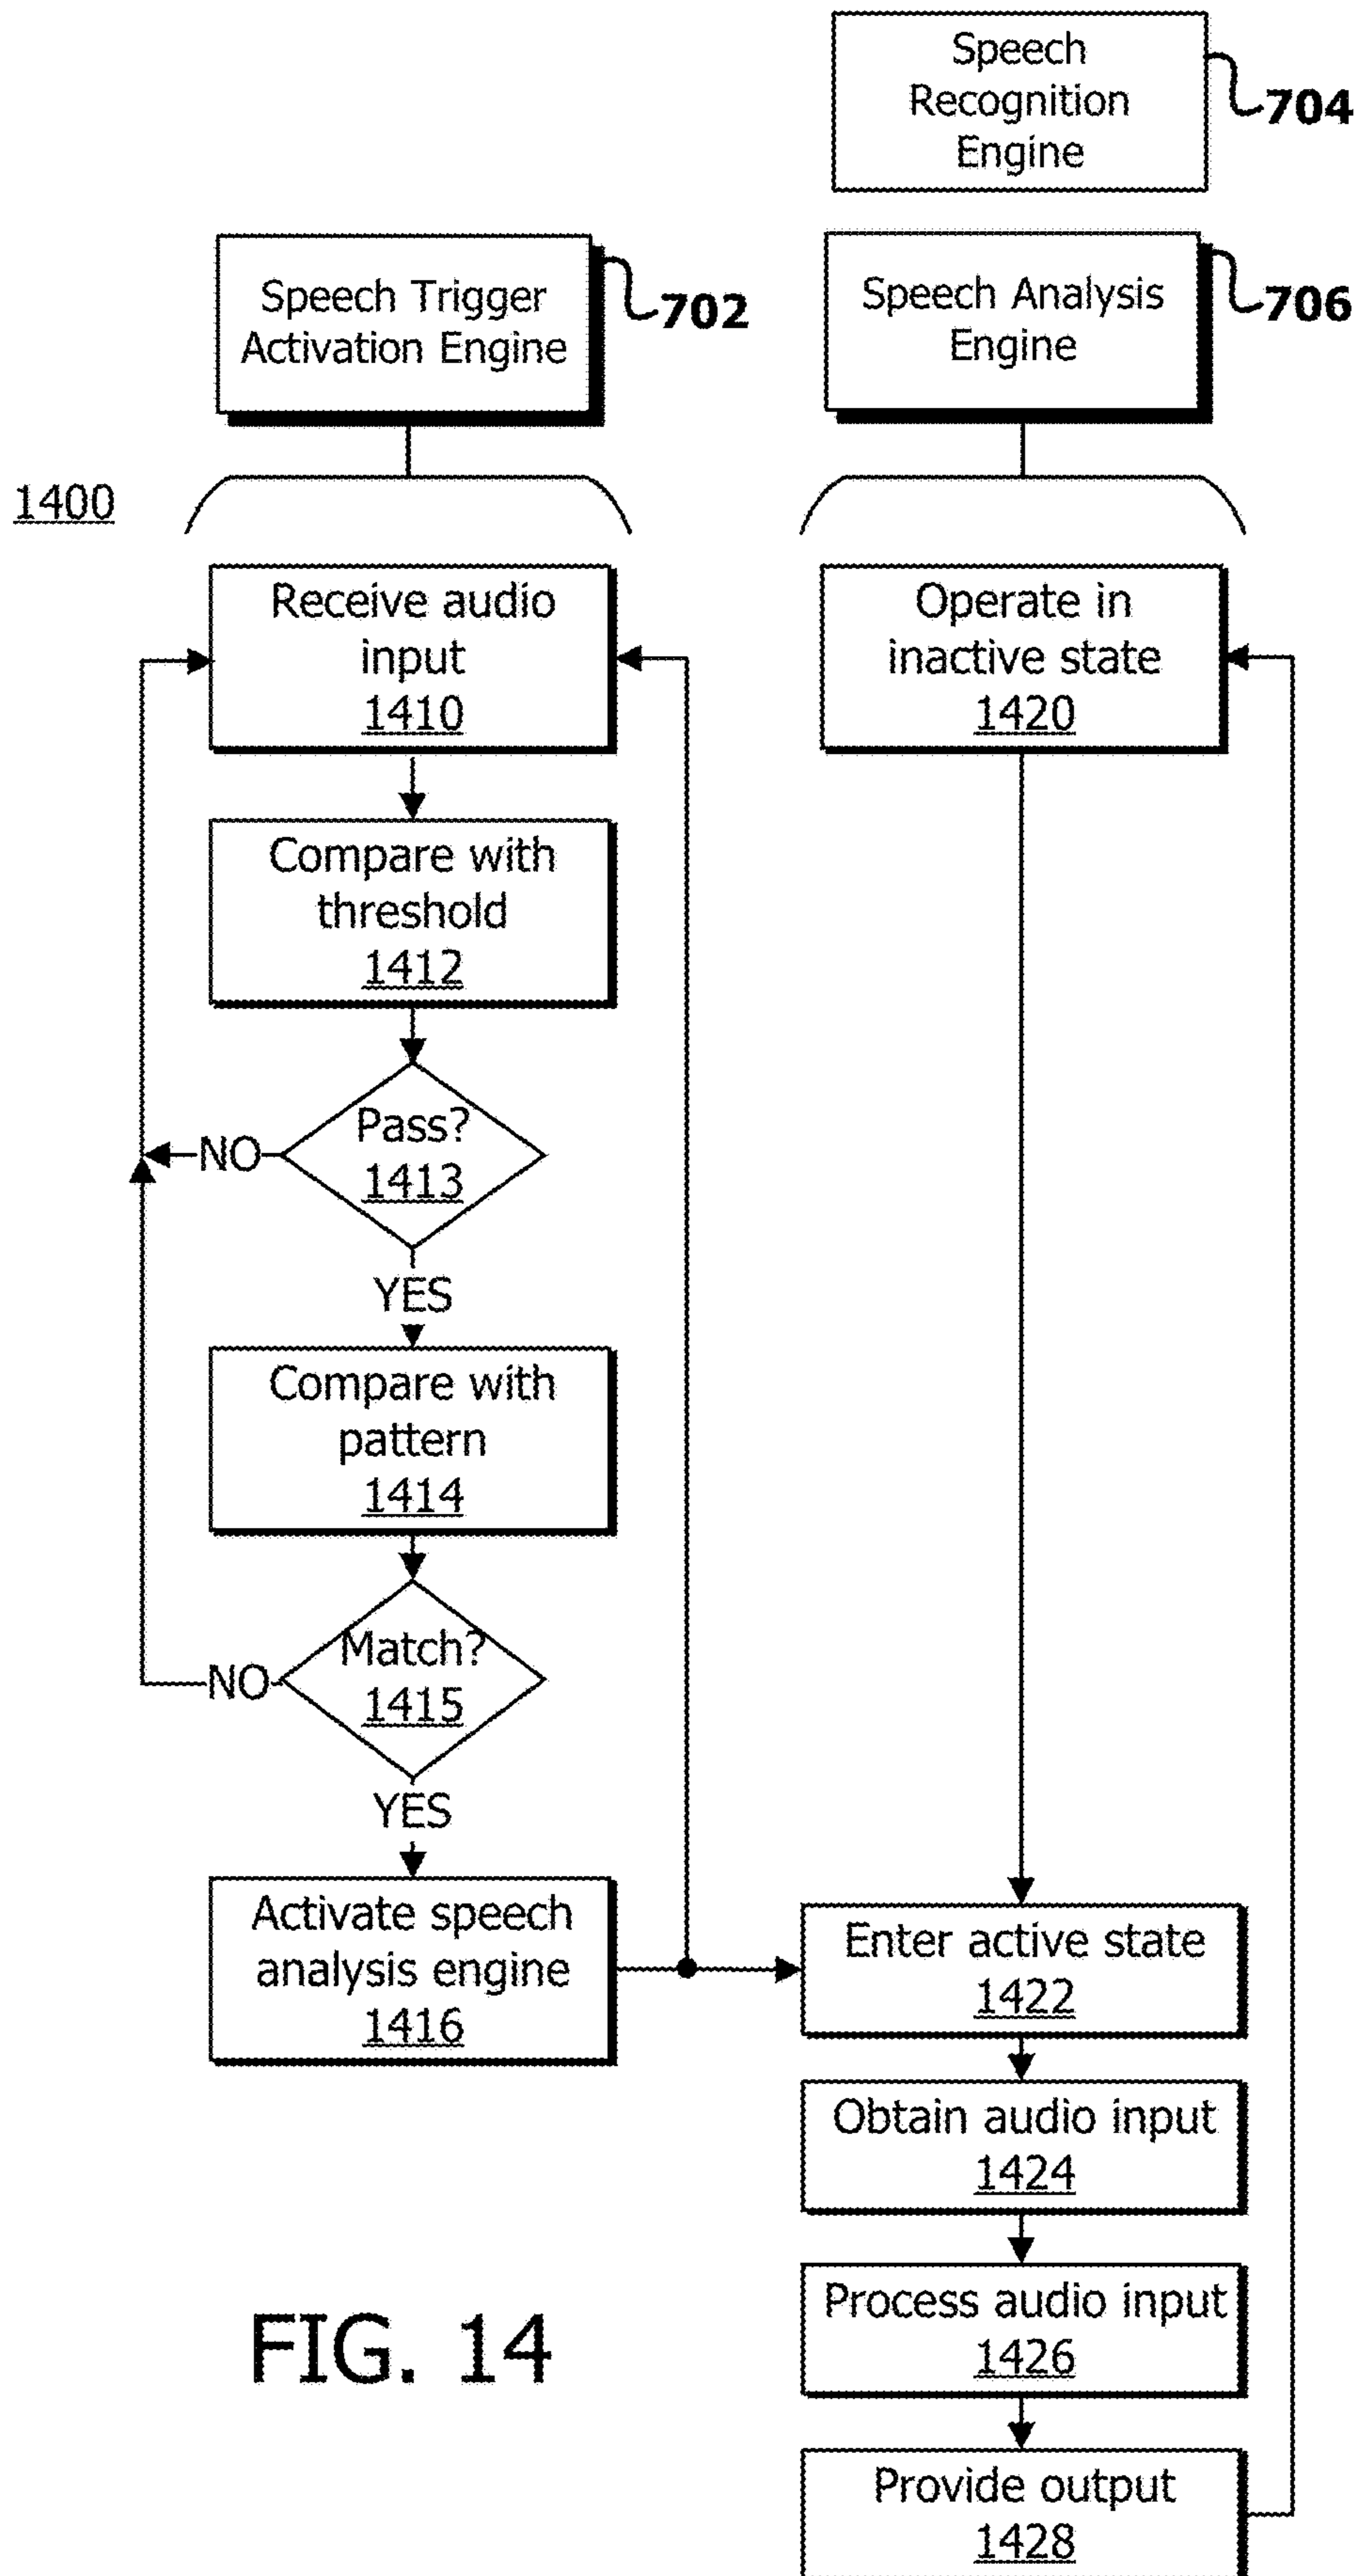 Speech
Recognition
Engine
704
Speech Trigger
Activation Engine
702
Speech Analysis
Engine
706
1400
Receive audio
input
1410
Compare with
threshold
1412
Pass?
1413
NO
YES
Compare with
pattern
1414
Match?
1415
NO
YES
Activate speech
analysis engine
1416
Operate in
inactive state
1420
Enter active state
1422
Obtain audio input
1424
Process audio input
1426
Provide output
1428
FIG. 14